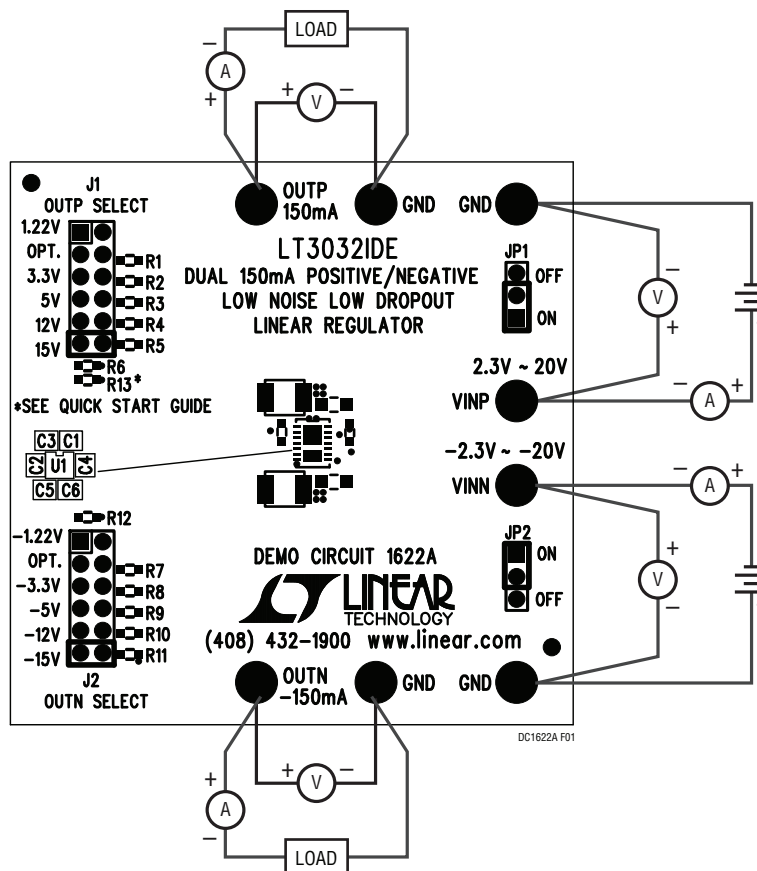 LOAD
−
A
+
+ V −
J1
OUTP SELECT
1.22V
OPT.
3.3V
5V
12V
15V
R1
R2
R3
R4
R5
R6
R13*
*SEE QUICK START GUIDE
OUTP
150mA
GND
GND
LT3032IDE
DUAL 150mA POSITIVE/NEGATIVE
LOW NOISE LOW DROPOUT
LINEAR REGULATOR
JP1
OFF
ON
−
V
+
2.3V ~ 20V
VINP
− A +
−2.3V ~ −20V
VINN
− A +
C3 C1
C2 U1 C4
C5 C6
R12
−1.22V
OPT.
−3.3V
−5V
−12V
−15V
R7
R8
R9
R10
R11
J2
OUTN SELECT
JP2
ON
OFF
+
V
−
DEMO CIRCUIT 1622A
LINEAR
TECHNOLOGY
(408) 432-1900 www.linear.com
OUTN
−150mA
GND
GND
DC1622A F01
+ V −
+
A
−
LOAD